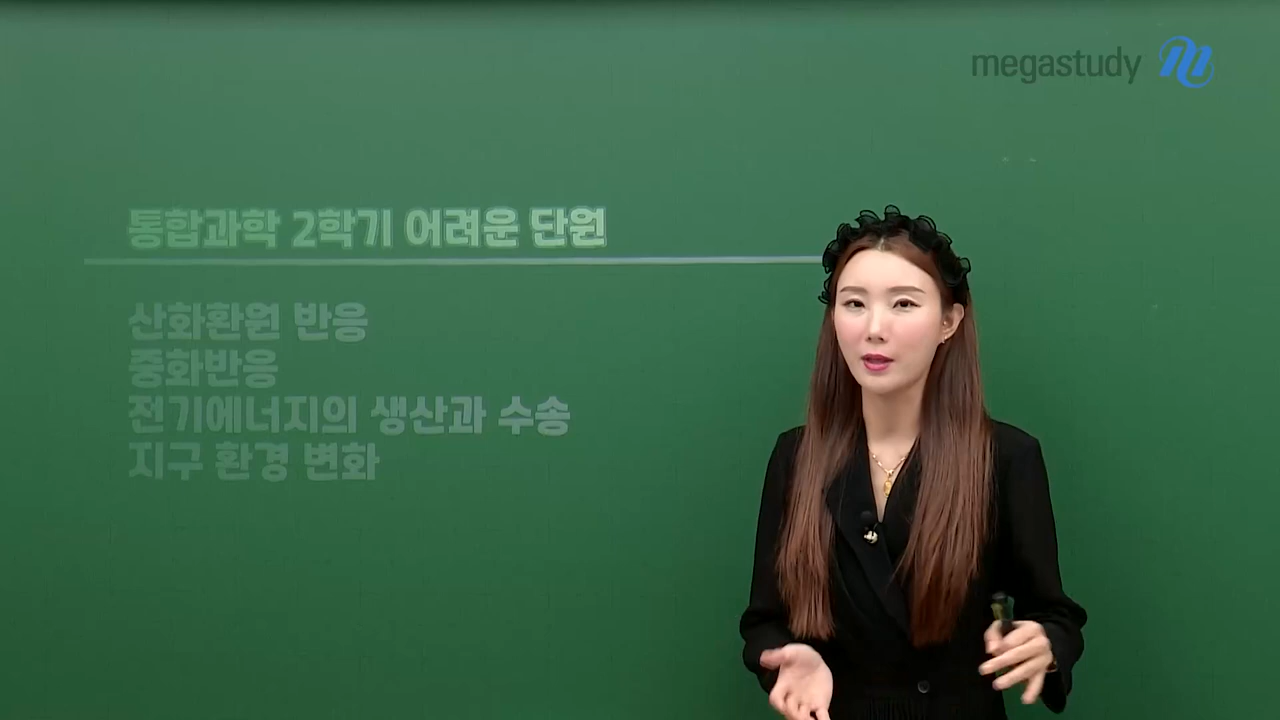 megastudy
통합과학 2학기 어려운 단원
산화환원 반응
중화반응
전기에너지의 생산과 수송
지구 환경 변화